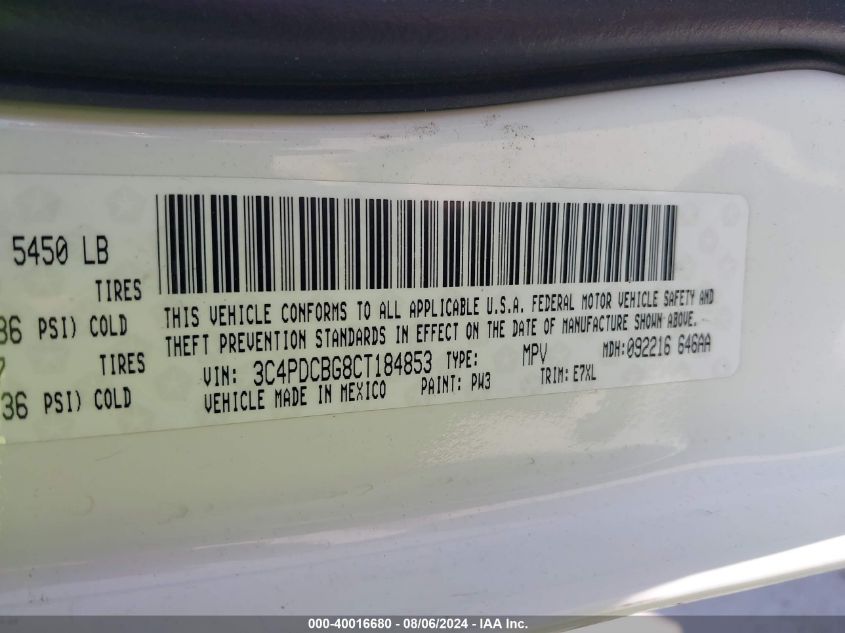 5450 LB
TIRES
36 PSI) COLD
TIRES
36 PSI) COLD
THIS VEHICLE CONFORMS TO ALL APPLICABLE U.S.A. FEDERAL MOTOR VEHICLE SAFETY AND
THEFT PREVENTION STANDARDS IN EFFECT ON THE DATE OF MANUFACTURE SHOWN ABOVE.
VIN: 3C4PDCBG8CT184853 TYPE: MPV MDH:092216 646AA
VEHICLE MADE IN MEXICO PAINT: PW3 TRIM: E7XL
000-40016680 - 08/06/2024 - IAA Inc.